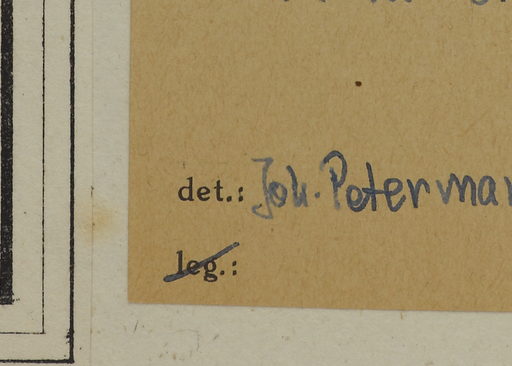 det.: Joh. Peterman
leg.: